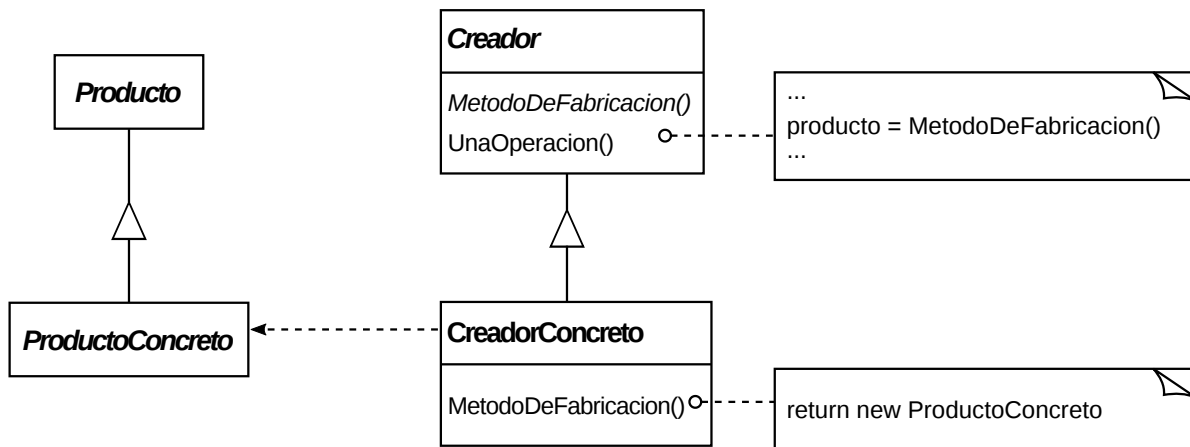 Producto
ProductoConcreto
Creador
MetodoDeFabricacion()
UnaOperacion()
...
producto = MetodoDeFabricacion()
...
CreadorConcreto
MetodoDeFabricacion()
return new ProductoConcreto